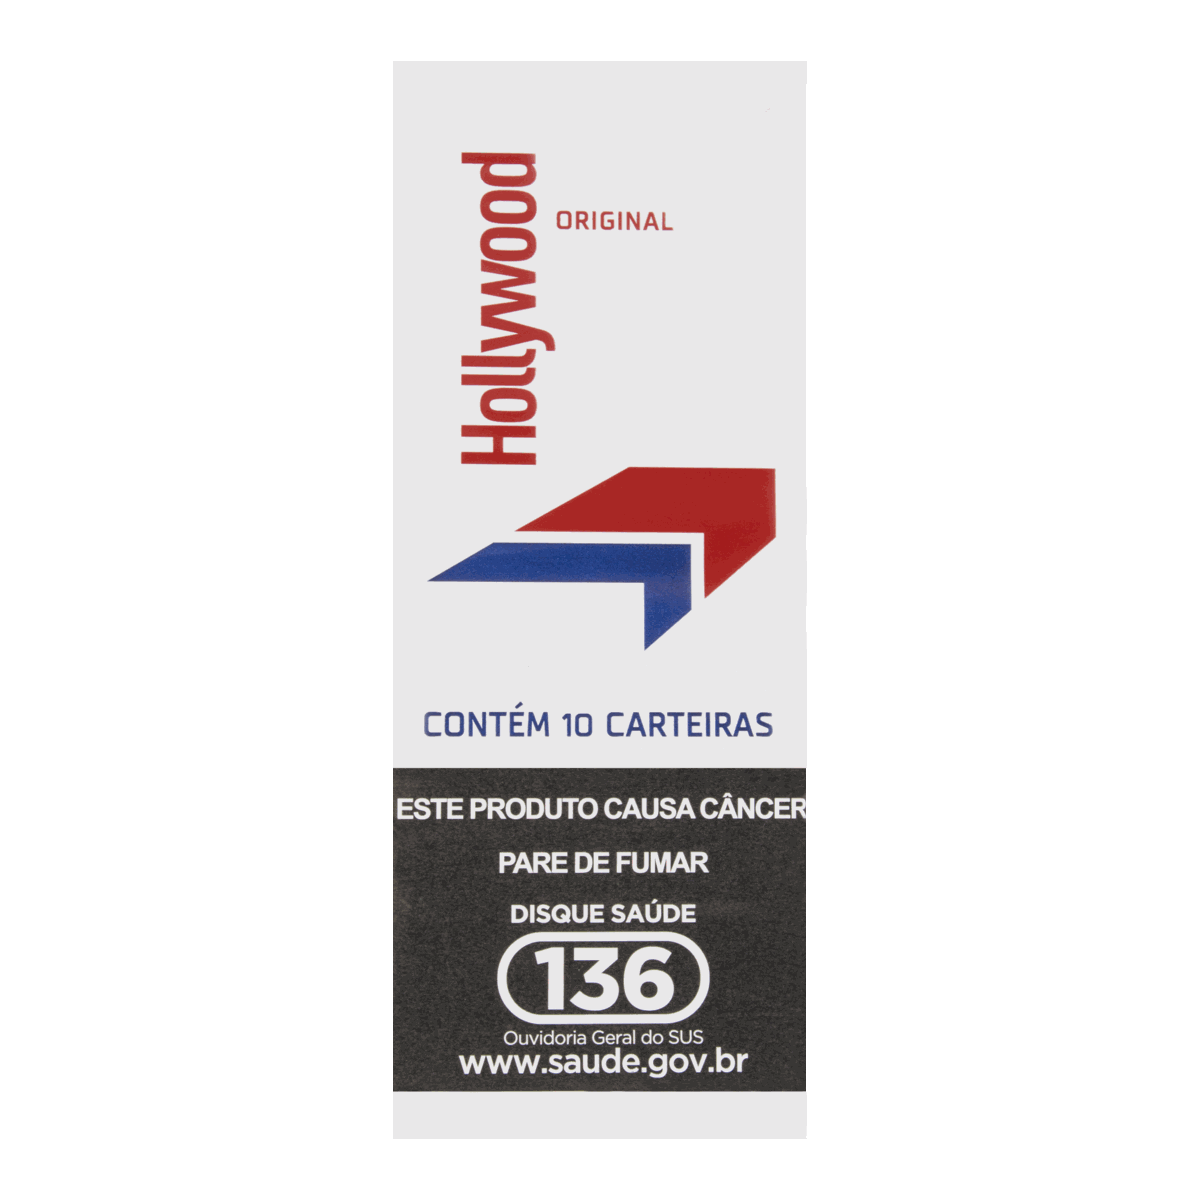 Hollywood
ORIGINAL
CONTÉM 10 CARTEIRAS
ESTE PRODUTO CAUSA CÂNCER
PARE DE FUMAR
DISQUE SAÚDE
136
Ouvidoria Geral do SUS
www.saude.gov.br